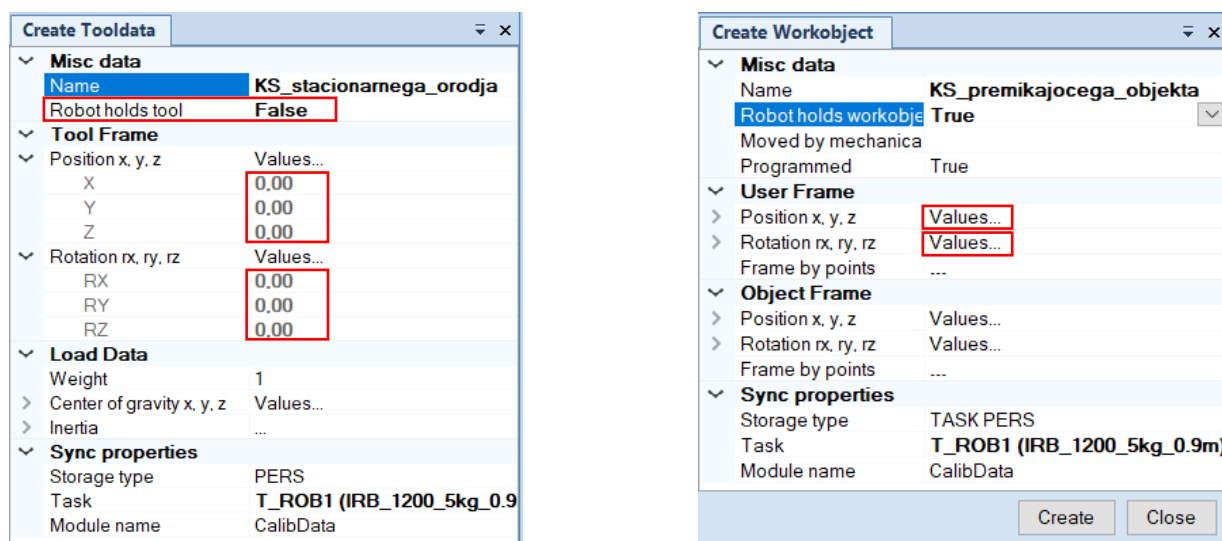 Create Tooldata
Misc data
Name KS_stacionarnega_orodja
Robot holds tool False
Tool Frame
Position x, y, z Values...
X 0,00
Y 0,00
Z 0,00
Rotation rx, ry, rz Values...
RX 0,00
RY 0,00
RZ 0,00
Load Data
Weight 1
Center of gravity x, y, z Values...
Inertia ...
Sync properties
Storage type PERS
Task T_ROB1 (IRB_1200_5kg_0.9
Module name CalibData
Create Workobject
Misc data
Name KS_premikajocega_objekta
Robot holds workobje True
Moved by mechanica
Programmed True
User Frame
Position x, y, z Values...
Rotation rx, ry, rz Values...
Frame by points ...
Object Frame
Position x, y, z Values...
Rotation rx, ry, rz Values...
Frame by points ...
Sync properties
Storage type TASK PERS
Task T_ROB1 (IRB_1200_5kg_0.9m)
Module name CalibData
Create Close